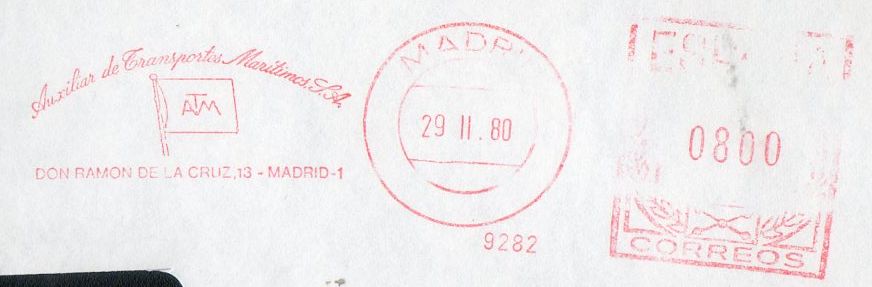 Auxiliar de Transportes Maritimos, S.A.
ATM
DON RAMON DE LA CRUZ, 13 - MADRID-1
MADRI
29 II. 80
9282
0800
CORREOS